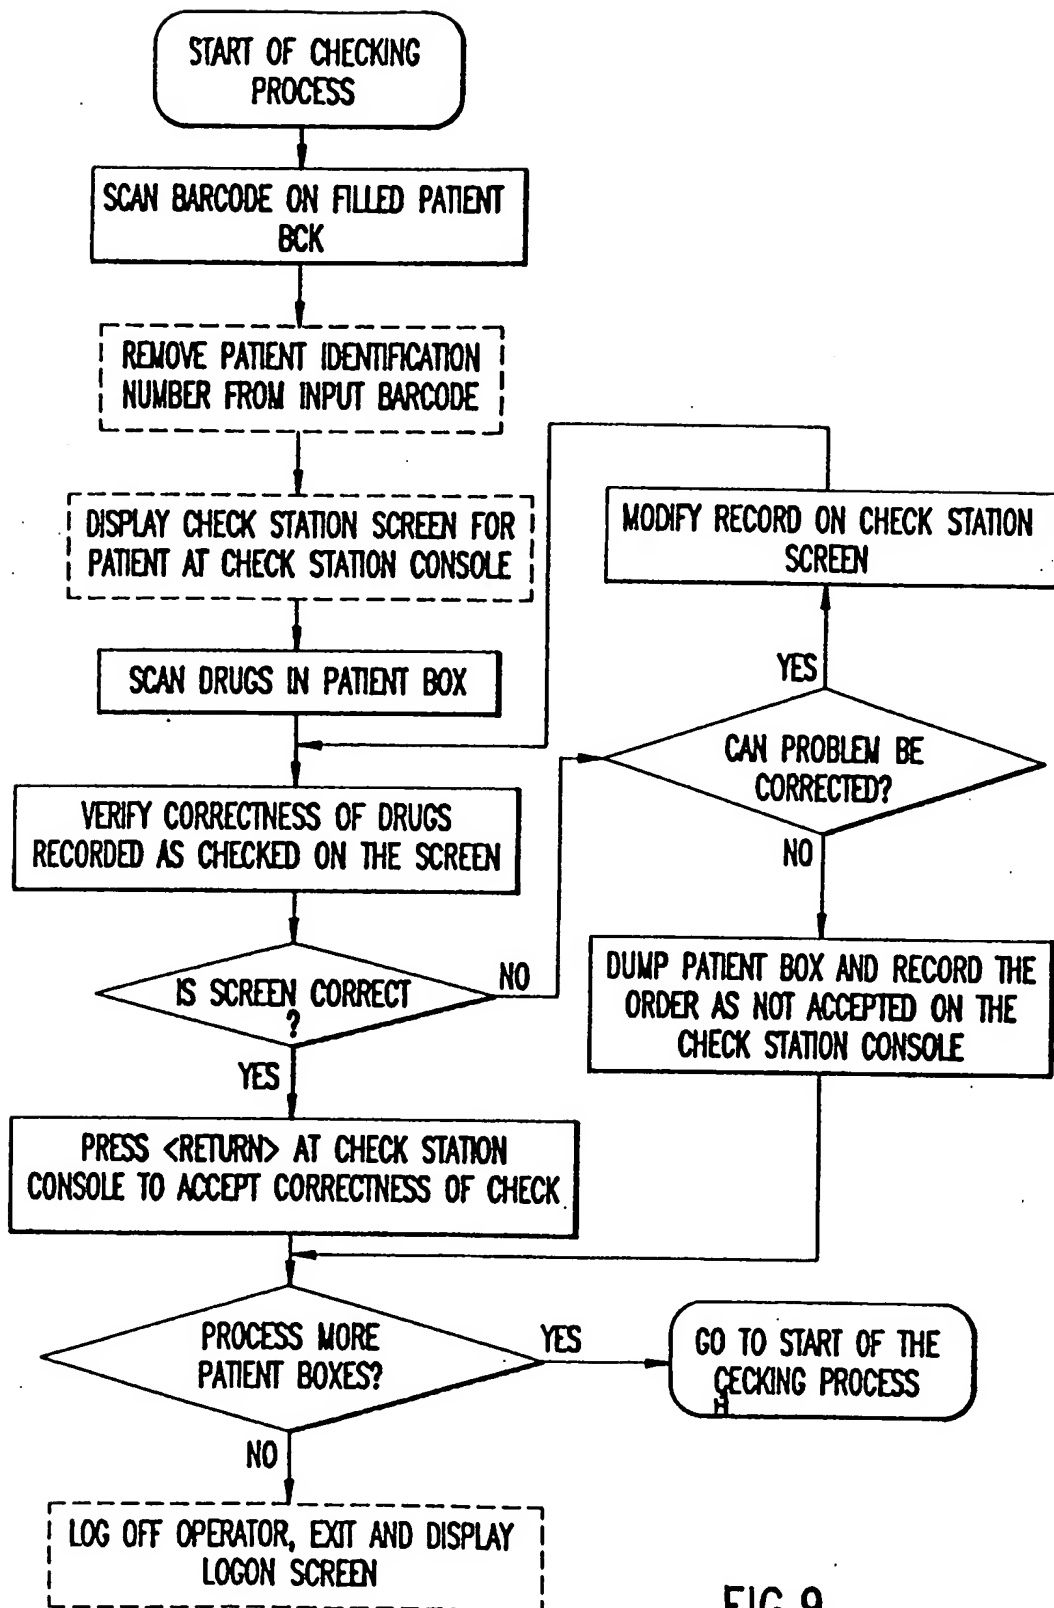 START OF CHECKING
PROCESS
SCAN BARCODE ON FILLED PATIENT
BCK
REMOVE PATIENT IDENTIFICATION
NUMBER FROM INPUT BARCODE
DISPLAY CHECK STATION SCREEN FOR
PATIENT AT CHECK STATION CONSOLE
SCAN DRUGS IN PATIENT BOX
VERIFY CORRECTNESS OF DRUGS
RECORDED AS CHECKED ON THE SCREEN
IS SCREEN CORRECT
?
NO
YES
MODIFY RECORD ON CHECK STATION
SCREEN
YES
CAN PROBLEM BE
CORRECTED?
NO
DUMP PATIENT BOX AND RECORD THE
ORDER AS NOT ACCEPTED ON THE
CHECK STATION CONSOLE
PRESS <RETURN> AT CHECK STATION
CONSOLE TO ACCEPT CORRECTNESS OF CHECK
PROCESS MORE
PATIENT BOXES?
YES
GO TO START OF THE
CECKING PROCESS
H
NO
LOG OFF OPERATOR, EXIT AND DISPLAY
LOGON SCREEN
FIG.9